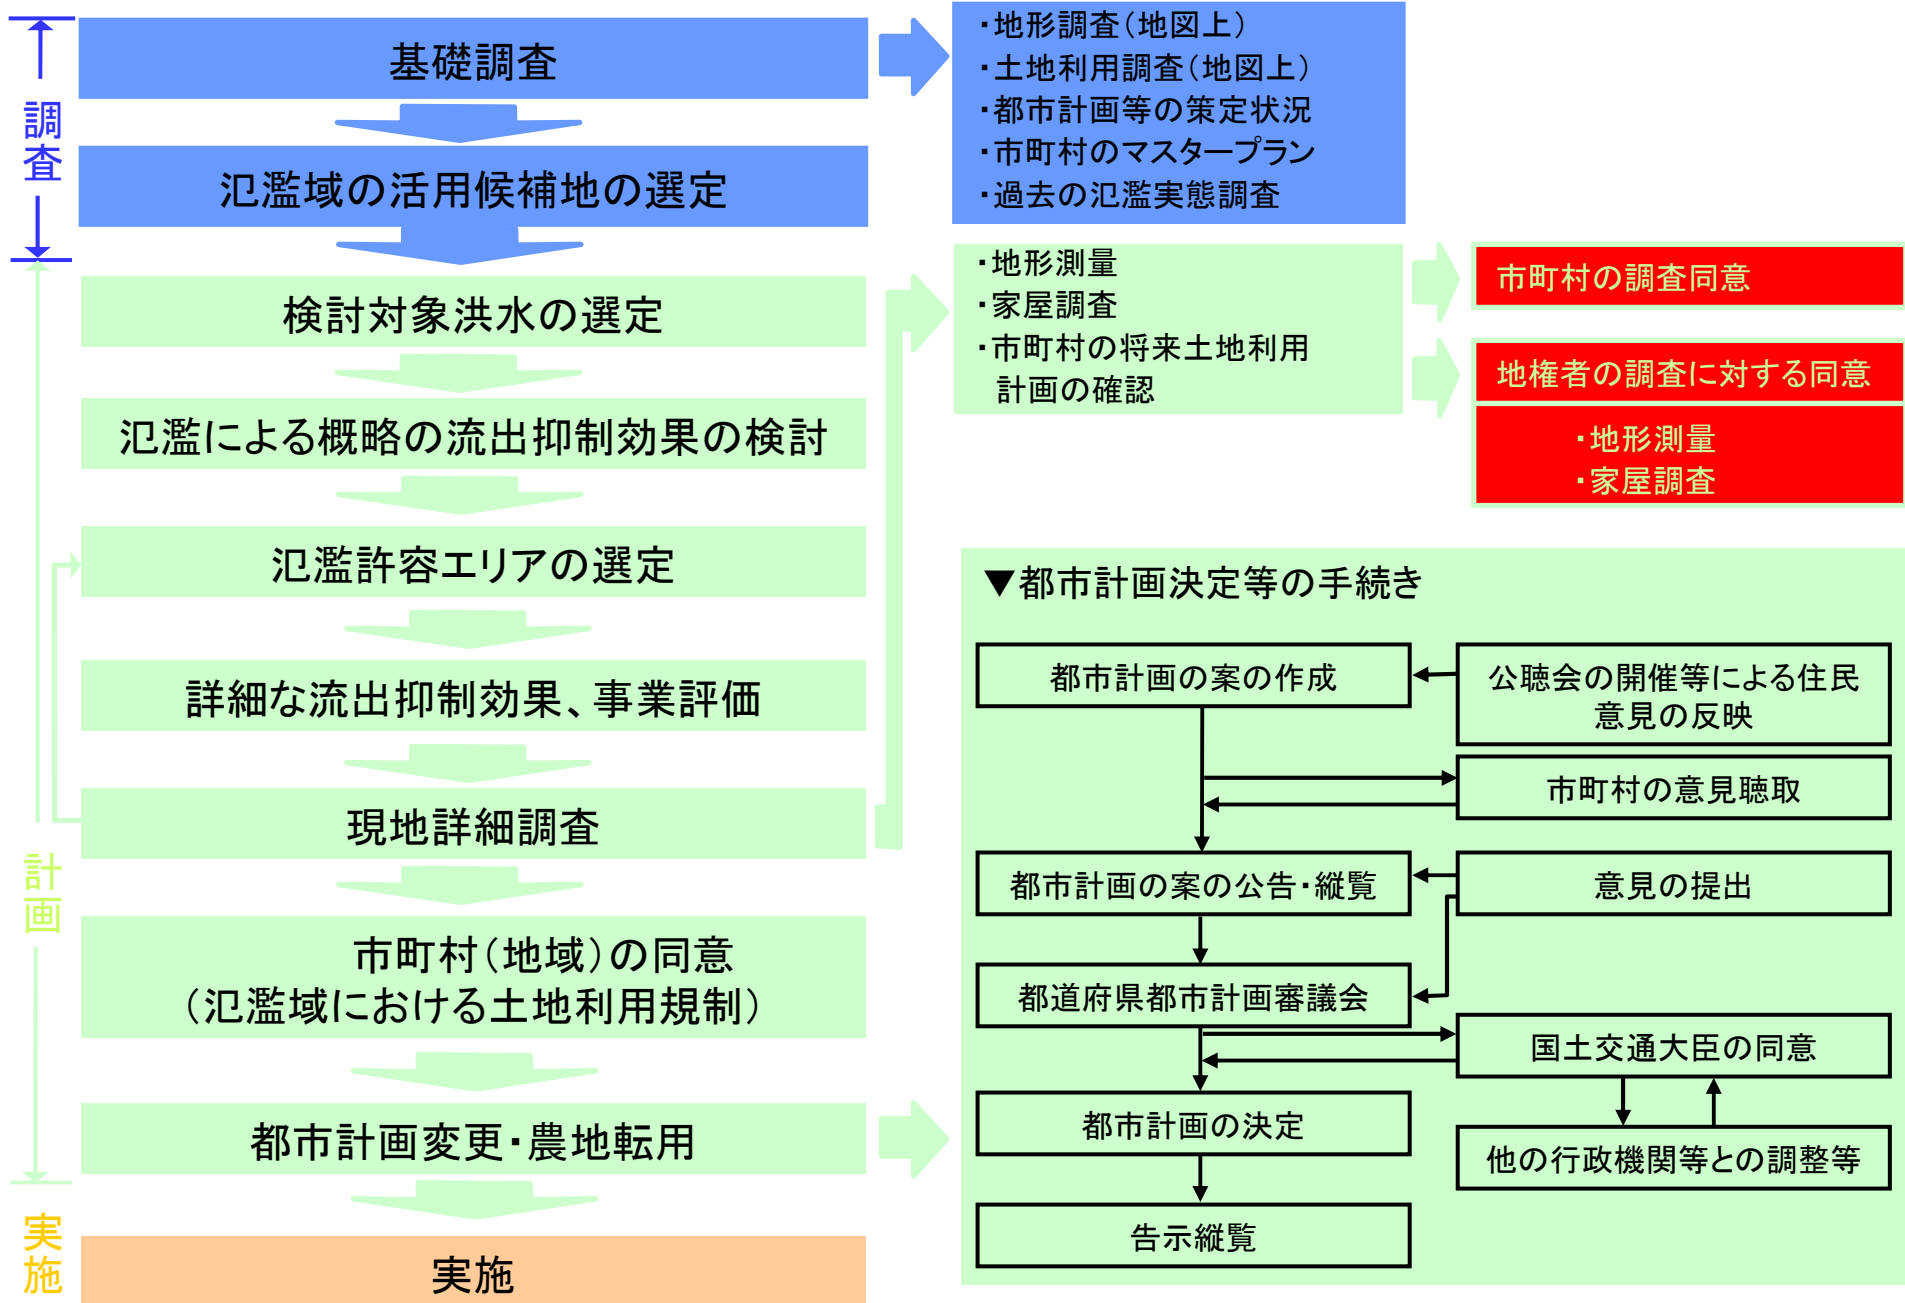 調査
基礎調査
氾濫域の活用候補地の選定
・地形調査（地図上）
・土地利用調査（地図上）
・都市計画等の策定状況
・市町村のマスタープラン
・過去の氾濫実態調査
計画
検討対象洪水の選定
氾濫による概略の流出抑制効果の検討
氾濫許容エリアの選定
詳細な流出抑制効果、事業評価
現地詳細調査
市町村（地域）の同意
（氾濫域における土地利用規制）
都市計画変更・農地転用
実施
実施
・地形測量
・家屋調査
・市町村の将来土地利用
計画の確認
市町村の調査同意
地権者の調査に対する同意
・地形測量
・家屋調査
▼都市計画決定等の手続き
都市計画の案の作成
公聴会の開催等による住民
意見の反映
市町村の意見聴取
都市計画の案の公告・縦覧
意見の提出
都道府県都市計画審議会
国土交通大臣の同意
都市計画の決定
他の行政機関等との調整等
告示縦覧